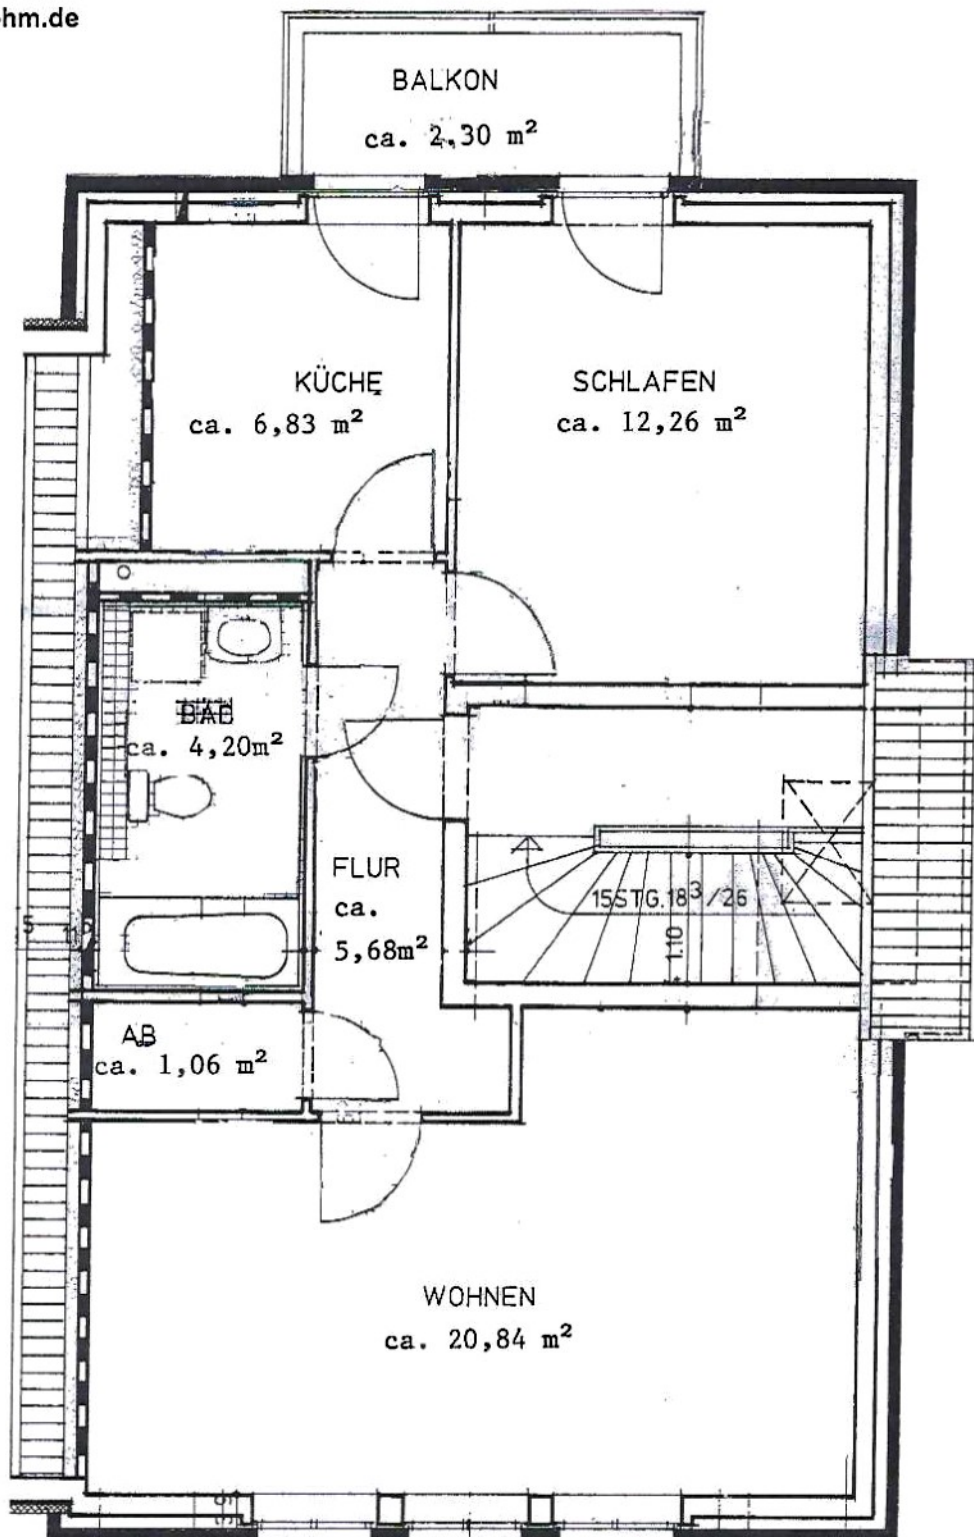 hm.de
BALKON
ca. 2,30 m²
KÜCHE
ca. 6,83 m²
SCHLAFEN
ca. 12,26 m²
BAD
ca. 4,20m²
FLUR
ca.
5,68m²
15STG.18³/26
1.10
AB
ca. 1,06 m²
WOHNEN
ca. 20,84 m²